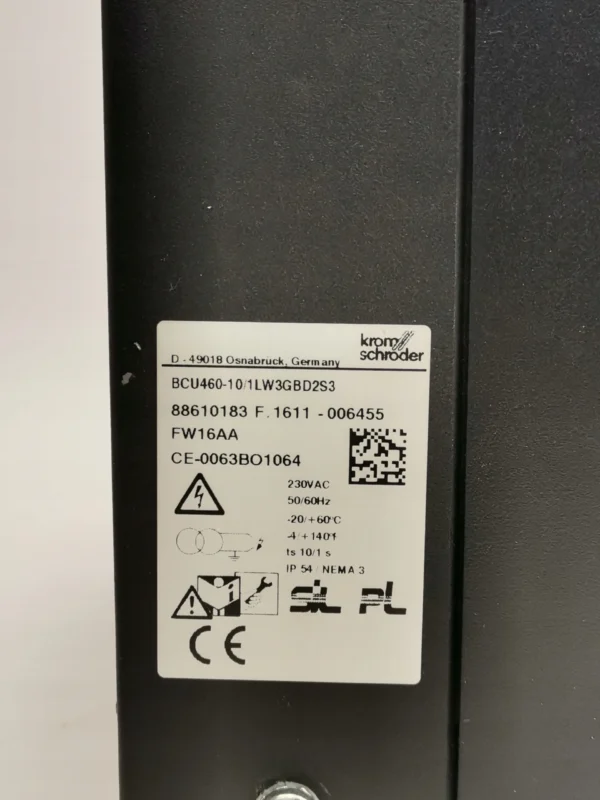 krom
schroder
D - 49018 Osnabrück, Germany
BCU460-10/1LW3GBD2S3
88610183 F. 1611 - 006455
FW16AA
CE-0063BO1064
230VAC
50/60Hz
-20/+60°C
-4/+140°F
ts 10/1 s
IP 54 / NEMA 3
i
SIL PL
CE